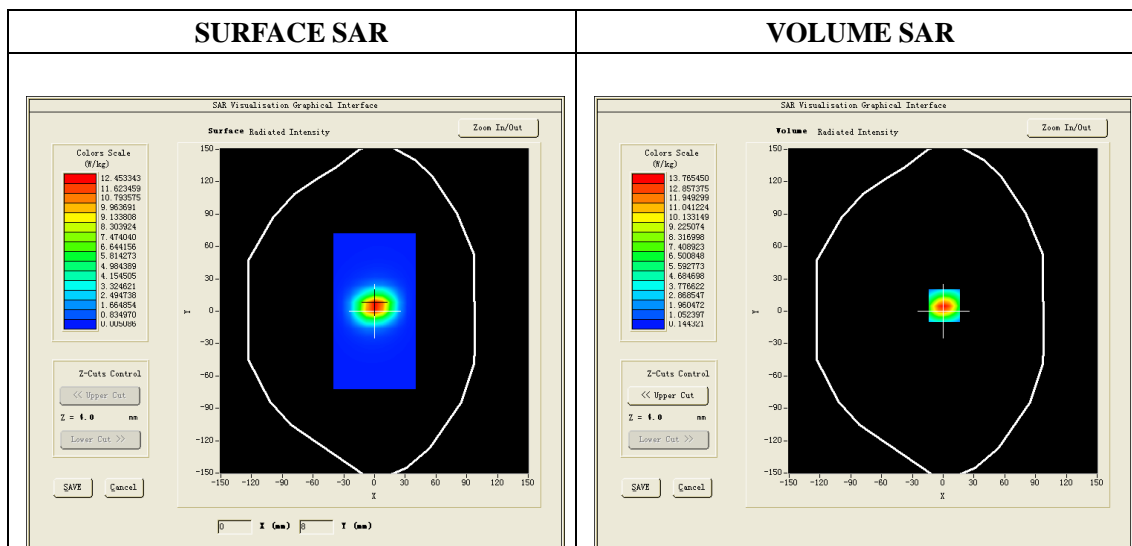 SURFACE SAR
VOLUME SAR
SAR Visualisation Graphical Interface
Surface Radiated Intensity
Zoom In/Out
Colors Scale
(W/kg)
12.453343
11.623459
10.793575
9.963691
9.133808
8.303924
7.474040
6.644156
5.814273
4.984389
4.154505
3.324621
2.494738
1.664854
0.834970
0.005086
150
120
90
60
30
0
-30
-60
-90
-120
-150
Y
-150 -120 -90 -60 -30 0 30 60 90 120 150
X
Z-Cuts Control
<< Upper Cut
Z = 4.0 mm
Lower Cut >>
SAVE Cancel
0 X (mm) 8 Y (mm)
SAR Visualisation Graphical Interface
Volume Radiated Intensity
Zoom In/Out
Colors Scale
(W/kg)
13.765450
12.857375
11.949299
11.041224
10.133149
9.225074
8.316998
7.408923
6.500848
5.592773
4.684698
3.776622
2.868547
1.960472
1.052397
0.144321
150
120
90
60
30
0
-30
-60
-90
-120
-150
Y
-150 -120 -90 -60 -30 0 30 60 90 120 150
X
Z-Cuts Control
<< Upper Cut
Z = 4.0 mm
Lower Cut >>
SAVE Cancel